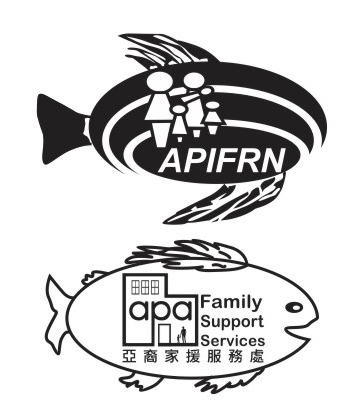 APIFRN
apa Family
Support
Services
亞裔家援服務處